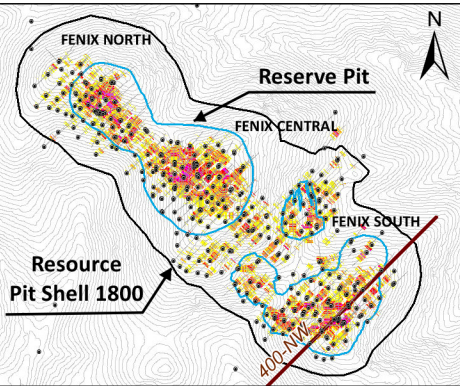 N
FENIX NORTH
Reserve Pit
FENIX CENTRAL
FENIX SOUTH
Resource
Pit Shell 1800
400-NW